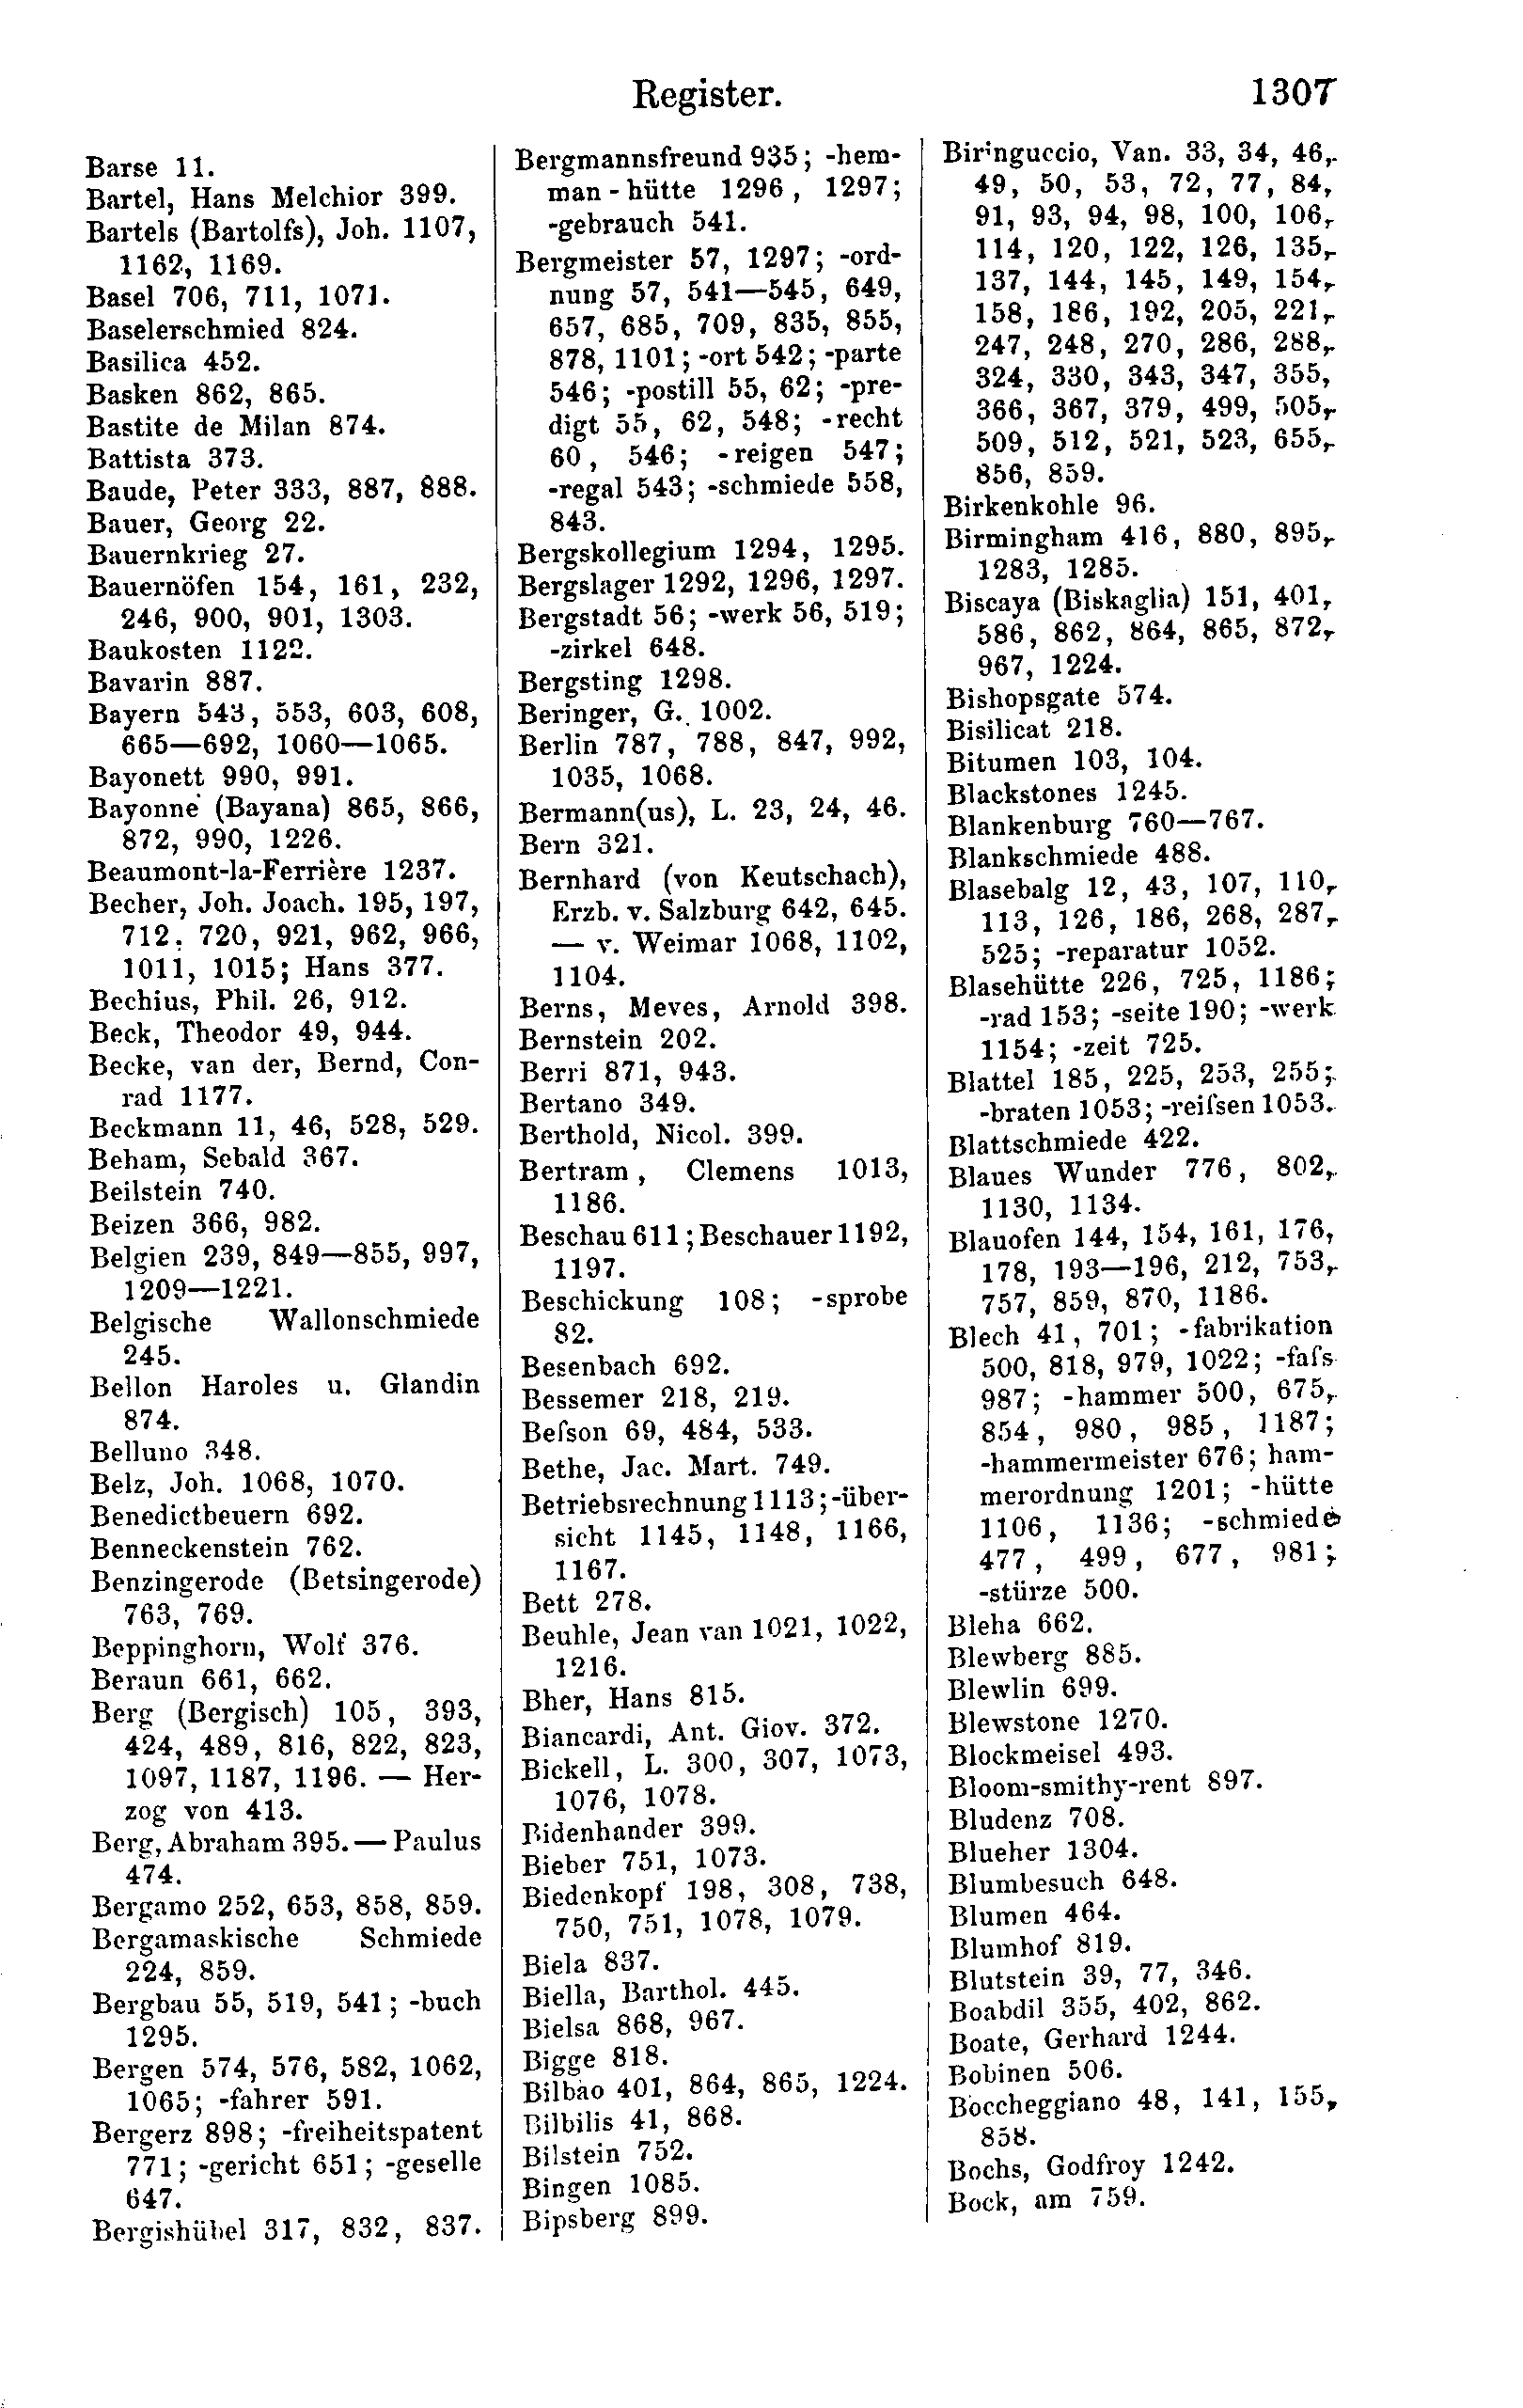 Register.
1307
Barse 11.
Bartel, Hans Melchior 399.
Bartels (Bartolfs), Joh. 1107,
1162, 1169.
Basel 706, 711, 1071.
Baselerschmied 824.
Basilica 452.
Basken 862, 865.
Bastite de Milan 874.
Battista 373.
Baude, Peter 333, 887, 888.
Bauer, Georg 22.
Bauernkrieg 27.
Bauernöfen 154, 161, 232,
246, 900, 901, 1303.
Baukosten 1122.
Bavarin 887.
Bayern 543, 553, 603, 608,
665—692, 1060—1065.
Bayonett 990, 991.
Bayonne (Bayana) 865, 866,
872, 990, 1226.
Beaumont-la-Ferrière 1237.
Becher, Joh. Joach. 195, 197,
712, 720, 921, 962, 966,
1011, 1015; Hans 377.
Bechius, Phil. 26, 912.
Beck, Theodor 49, 944.
Becke, van der, Bernd, Con-
rad 1177.
Beckmann 11, 46, 528, 529.
Beham, Sebald 367.
Beilstein 740.
Beizen 366, 982.
Belgien 239, 849—855, 997,
1209—1221.
Belgische Wallonschmiede
245.
Bellon Haroles u. Glandin
874.
Belluno 348.
Belz, Joh. 1068, 1070.
Benedictbeuern 692.
Benneckenstein 762.
Benzingerode (Betsingerode)
763, 769.
Beppinghorn, Wolf 376.
Beraun 661, 662.
Berg (Bergisch) 105, 393,
424, 489, 816, 822, 823,
1097, 1187, 1196. — Her-
zog von 413.
Berg, Abraham 395. — Paulus
474.
Bergamo 252, 653, 858, 859.
Bergamaskische Schmiede
224, 859.
Bergbau 55, 519, 541; -buch
1295.
Bergen 574, 576, 582, 1062,
1065; -fahrer 591.
Bergerz 898; -freiheitspatent
771; -gericht 651; -geselle
647.
Bergishübel 317, 832, 837.
Bergmannsfreund 935; -hem-
man-hütte 1296, 1297;
-gebrauch 541.
Bergmeister 57, 1297; -ord-
nung 57, 541—545, 649,
657, 685, 709, 835, 855,
878, 1101; -ort 542; -parte
546; -postill 55, 62; -pre-
digt 55, 62, 548; -recht
60, 546; -reigen 547;
-regal 543; -schmiede 558,
843.
Bergskollegium 1294, 1295.
Bergslager 1292, 1296, 1297.
Bergstadt 56; -werk 56, 519;
-zirkel 648.
Bergsting 1298.
Beringer, G. 1002.
Berlin 787, 788, 847, 992,
1035, 1068.
Bermann(us), L. 23, 24, 46.
Bern 321.
Bernhard (von Keutschach),
Erzb. v. Salzburg 642, 645.
— v. Weimar 1068, 1102,
1104.
Berns, Meves, Arnold 398.
Bernstein 202.
Berri 871, 943.
Bertano 349.
Berthold, Nicol. 399.
Bertram, Clemens 1013,
1186.
Beschau 611; Beschauer 1192,
1197.
Beschickung 108; -sprobe
82.
Besenbach 692.
Bessemer 218, 219.
Beſson 69, 484, 533.
Bethe, Jac. Mart. 749.
Betriebsrechnung 1113; -über-
sicht 1145, 1148, 1166,
1167.
Bett 278.
Beuhle, Jean van 1021, 1022,
1216.
Bher, Hans 815.
Biancardi, Ant. Giov. 372.
Bickell, L. 300, 307, 1073,
1076, 1078.
Bidenhander 399.
Bieber 751, 1073.
Biedenkopf 198, 308, 738,
750, 751, 1078, 1079.
Biela 837.
Biella, Barthol. 445.
Bielsa 868, 967.
Bigge 818.
Bilbao 401, 864, 865, 1224.
Bilbilis 41, 868.
Bilstein 752.
Bingen 1085.
Bipsberg 899.
Biringuccio, Van. 33, 34, 46,
49, 50, 53, 72, 77, 84,
91, 93, 94, 98, 100, 106,
114, 120, 122, 126, 135,
137, 144, 145, 149, 154,
158, 186, 192, 205, 221,
247, 248, 270, 286, 288,
324, 330, 343, 347, 355,
366, 367, 379, 499, 505,
509, 512, 521, 523, 655,
856, 859.
Birkenkohle 96.
Birmingham 416, 880, 895,
1283, 1285.
Biscaya (Biskaglia) 151, 401,
586, 862, 864, 865, 872,
967, 1224.
Bishopsgate 574.
Bisilicat 218.
Bitumen 103, 104.
Blackstones 1245.
Blankenburg 760—767.
Blankschmiede 488.
Blasebalg 12, 43, 107, 110,
113, 126, 186, 268, 287,
525; -reparatur 1052.
Blasehütte 226, 725, 1186;
-rad 153; -seite 190; -werk
1154; -zeit 725.
Blattel 185, 225, 253, 255;
-braten 1053; -reiſsen 1053.
Blattschmiede 422.
Blaues Wunder 776, 802,
1130, 1134.
Blauofen 144, 154, 161, 176,
178, 193—196, 212, 753,
757, 859, 870, 1186.
Blech 41, 701; -fabrikation
500, 818, 979, 1022; -faſs
987; -hammer 500, 675,
854, 980, 985, 1187;
-hammermeister 676; ham-
merordnung 1201; -hütte
1106, 1136; -schmiede
477, 499, 677, 981;
-stürze 500.
Bleha 662.
Blewberg 885.
Blewlin 699.
Blewstone 1270.
Blockmeisel 493.
Bloom-smithy-rent 897.
Bludenz 708.
Blueher 1304.
Blumbesuch 648.
Blumen 464.
Blumhof 819.
Blutstein 39, 77, 346.
Boabdil 355, 402, 862.
Boate, Gerhard 1244.
Bobinen 506.
Boccheggiano 48, 141, 155,
858.
Bochs, Godfroy 1242.
Bock, am 759.